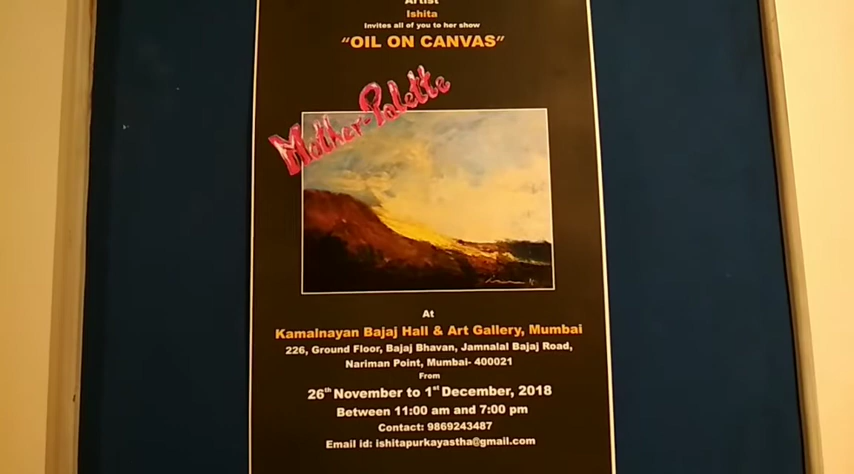 Artist
Ishita
Invites all of you to her show
"OIL ON CANVAS"
Mother-Palette
At
Kamalnayan Bajaj Hall & Art Gallery, Mumbai
226, Ground Floor, Bajaj Bhavan, Jamnalal Bajaj Road,
Nariman Point, Mumbai- 400021
From
26th November to 1st December, 2018
Between 11:00 am and 7:00 pm
Contact: 9869243487
Email id: ishitapurkayastha@gmail.com